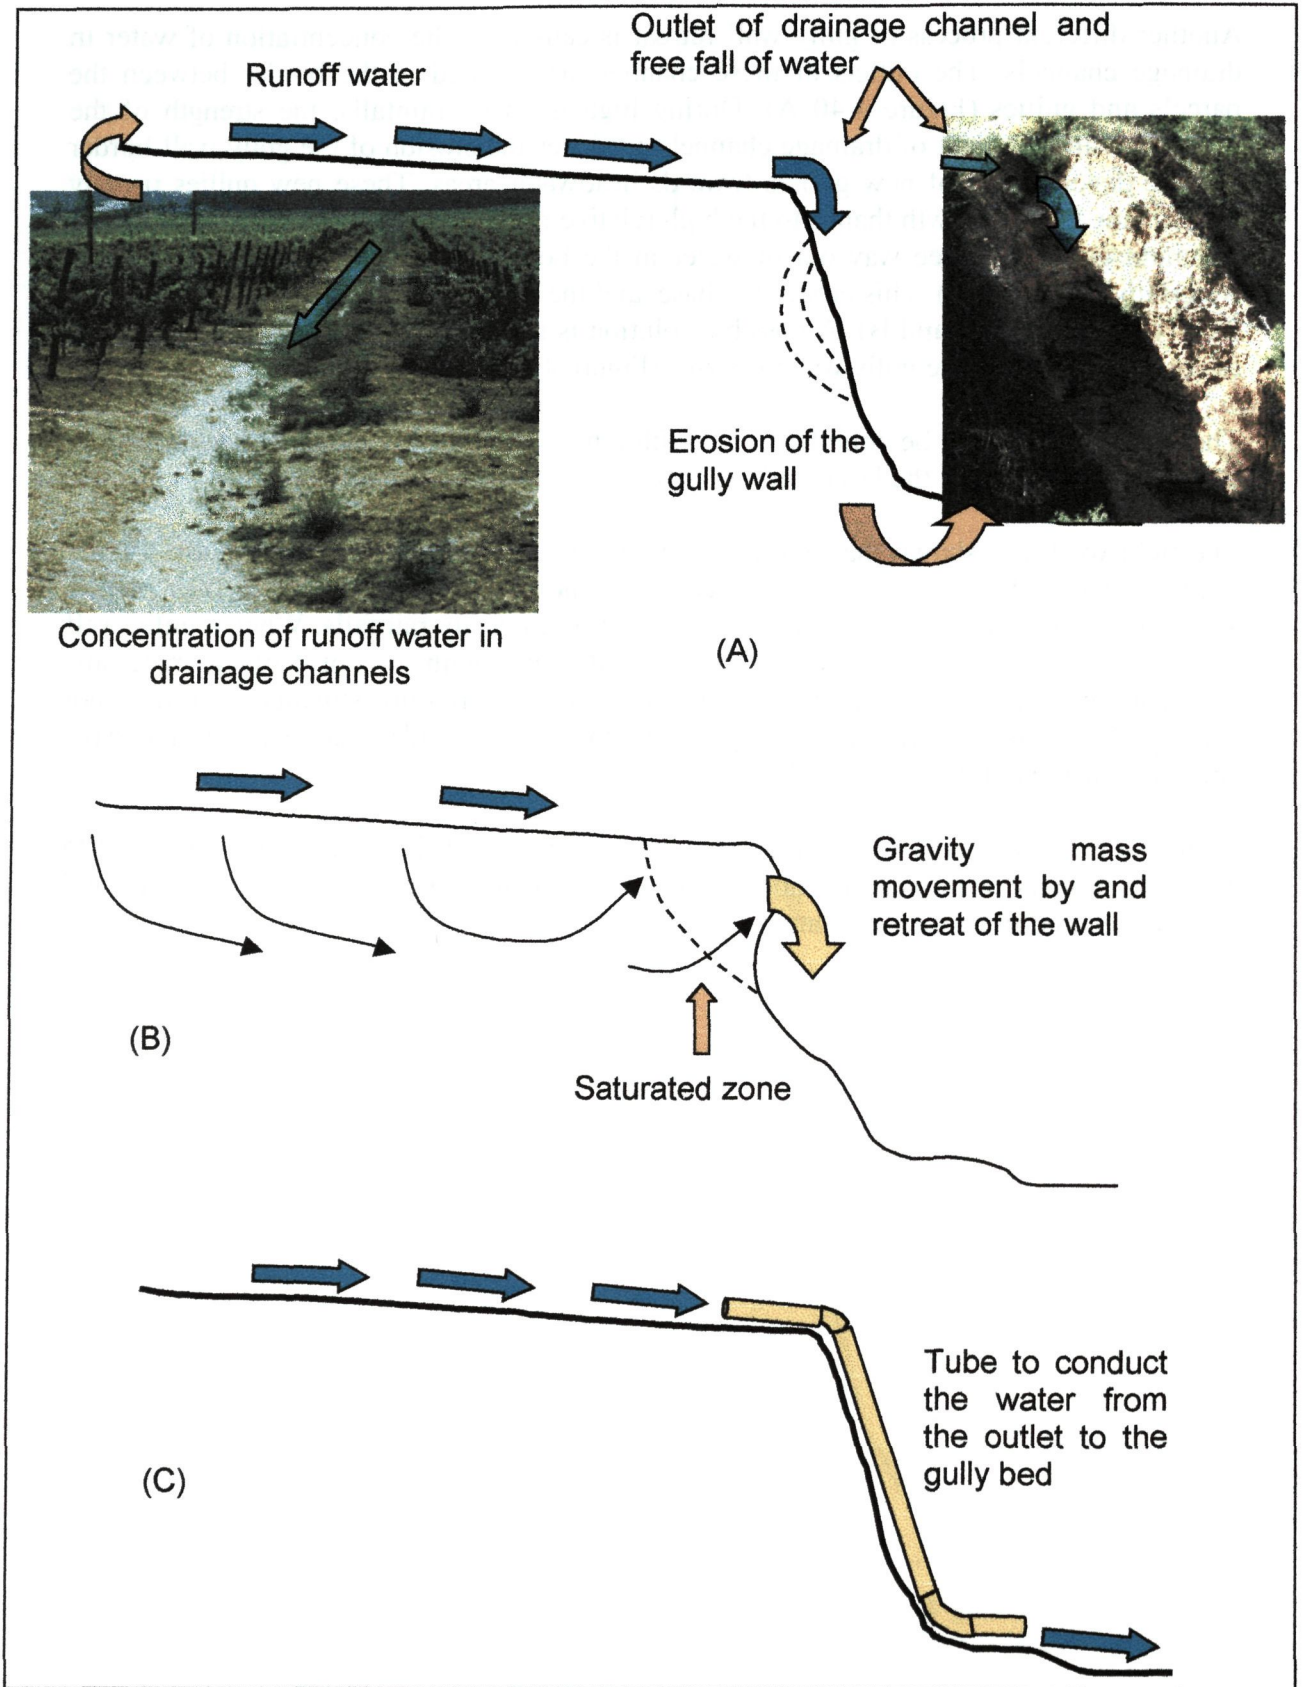 Outlet of drainage channel and
free fall of water
Runoff water
Erosion of the
gully wall
Concentration of runoff water in
drainage channels
(A)
Gravity mass
movement by and
retreat of the wall
(B)
Saturated zone
Tube to conduct
the water from
the outlet to the
gully bed
(C)